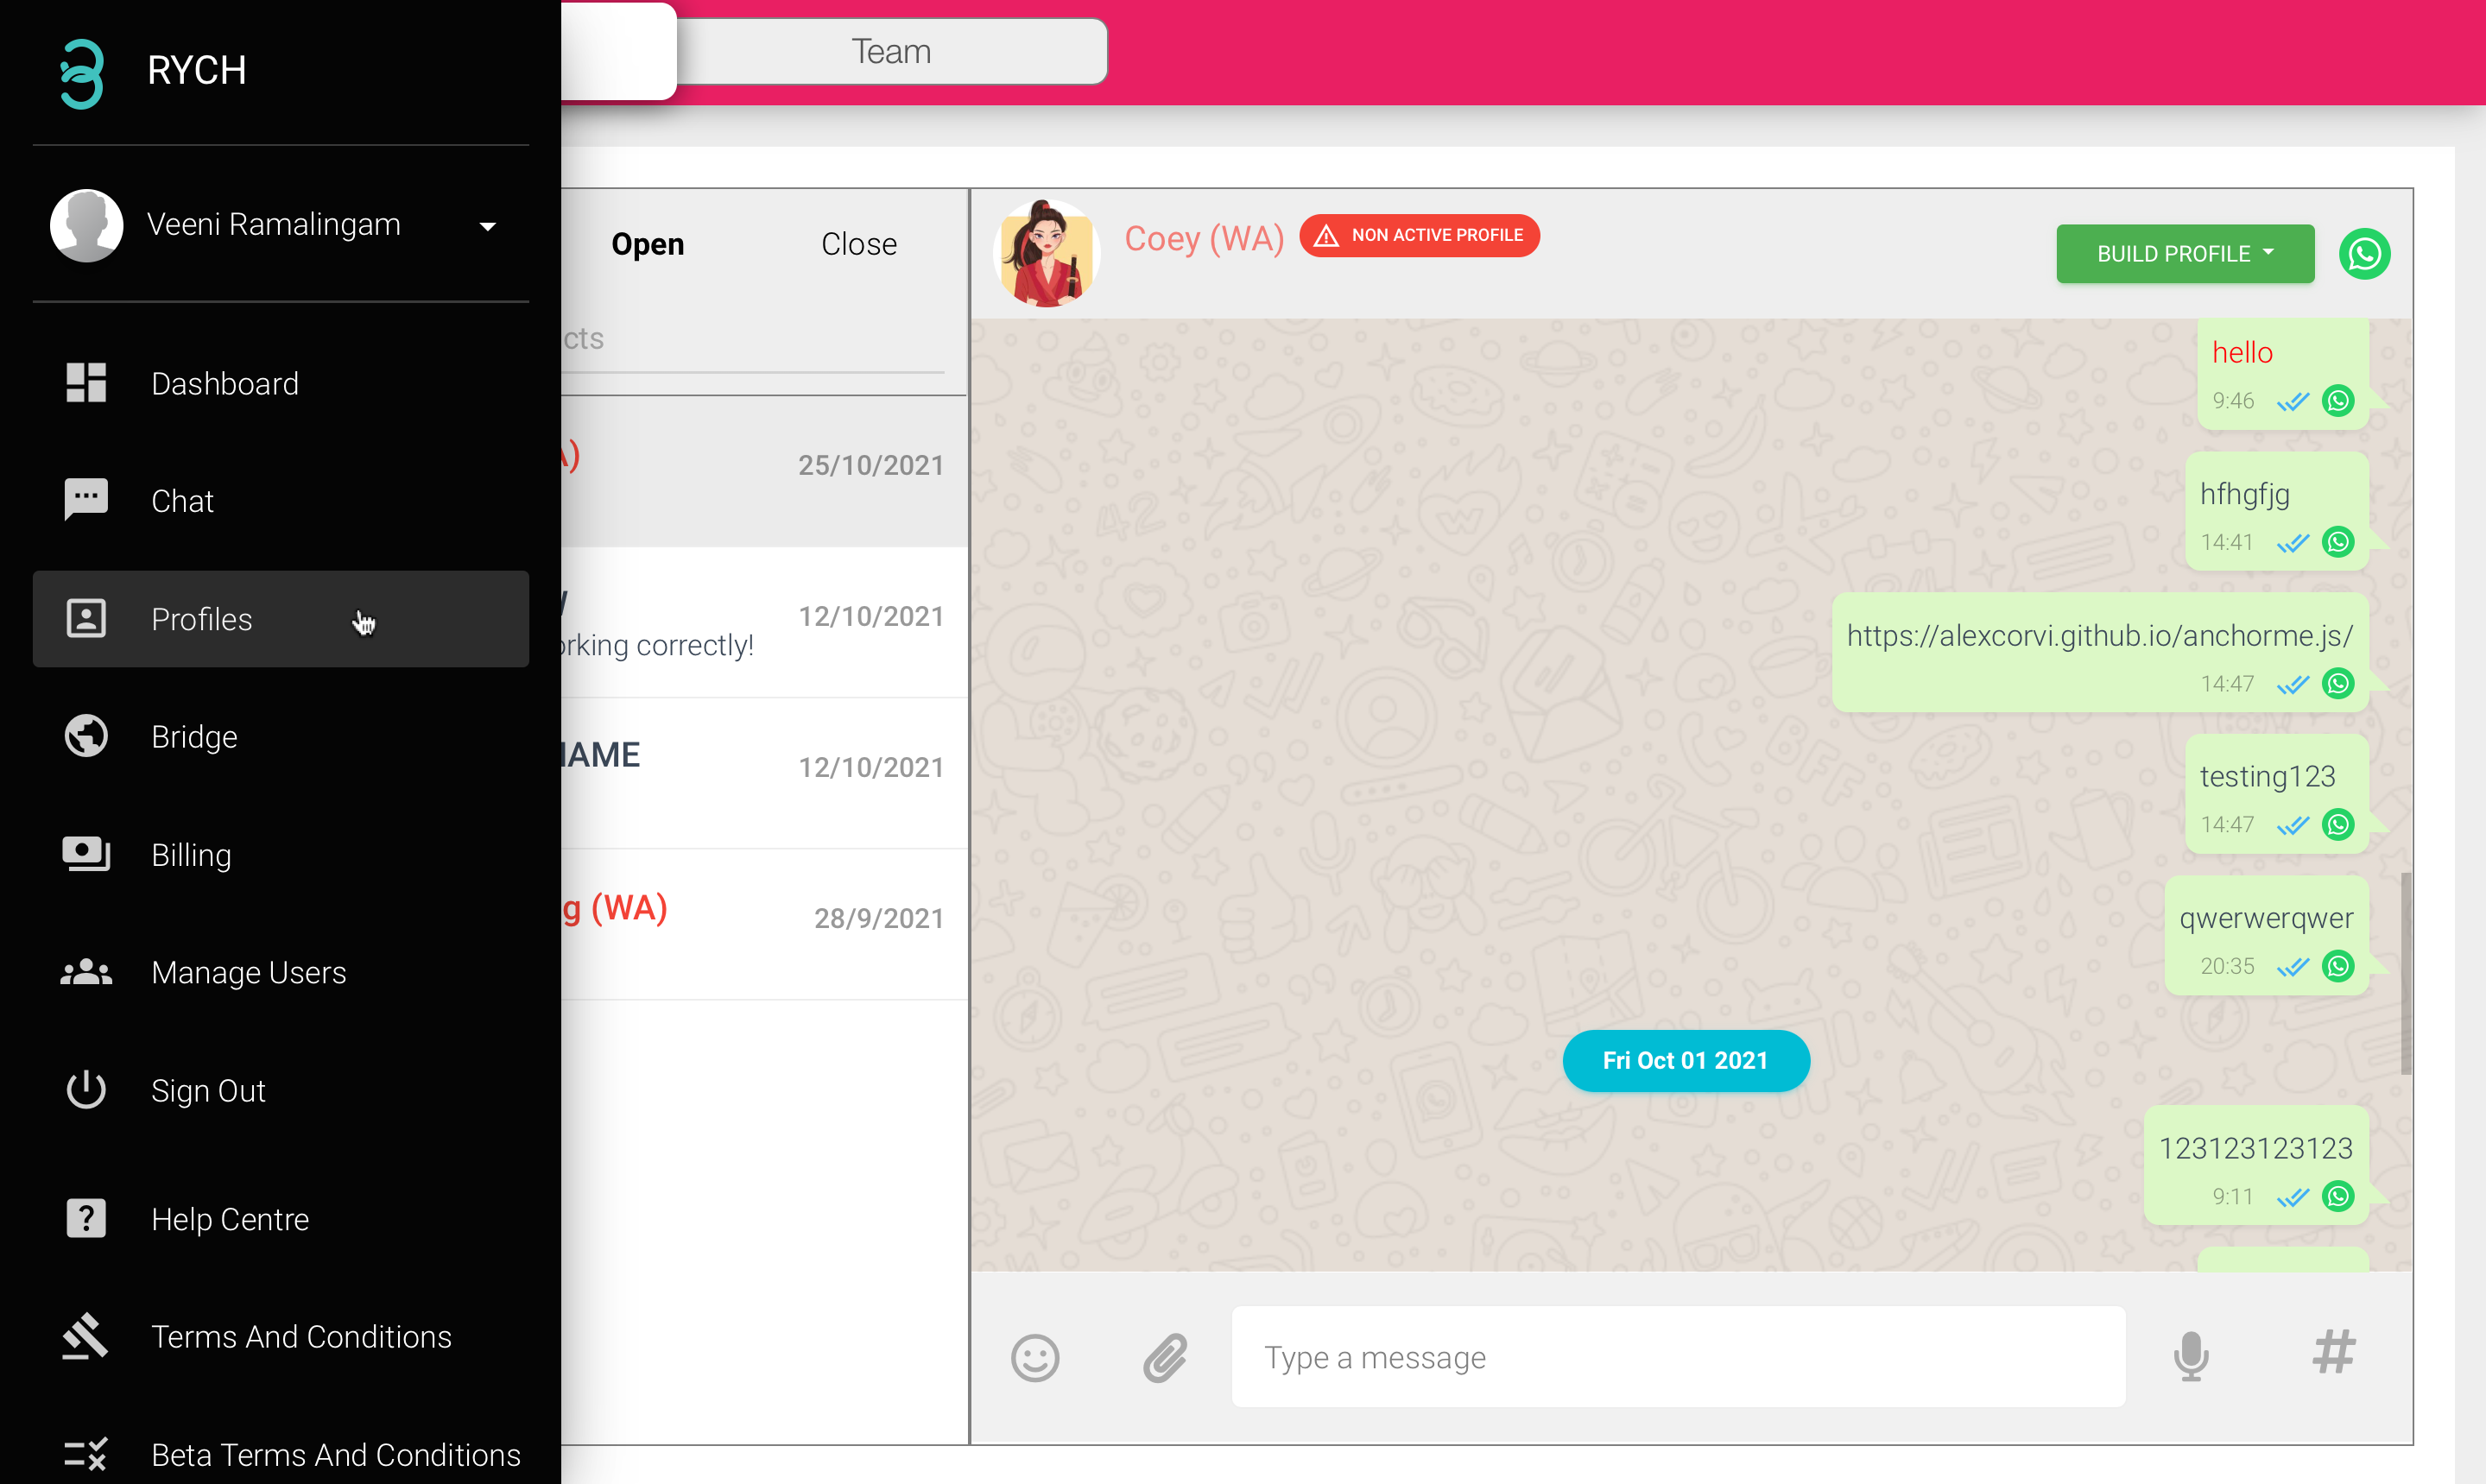 RYCH
Veeni Ramalingam
Dashboard
Chat
Profiles
Bridge
Billing
Manage Users
Sign Out
Help Centre
Terms And Conditions
Beta Terms And Conditions
Team
Open Close
25/10/2021
12/10/2021
correctly!
12/10/2021
(WA)
28/9/2021
Coey (WA)
NON ACTIVE PROFILE
BUILD PROFILE
hello
9:46
hfhgfjg
14:41
https://alexcorvi.github.io/anchorme.js/
14:47
testing123
14:47
qwerwerqwer
20:35
Fri Oct 01 2021
123123123123
9:11
Type a message
#